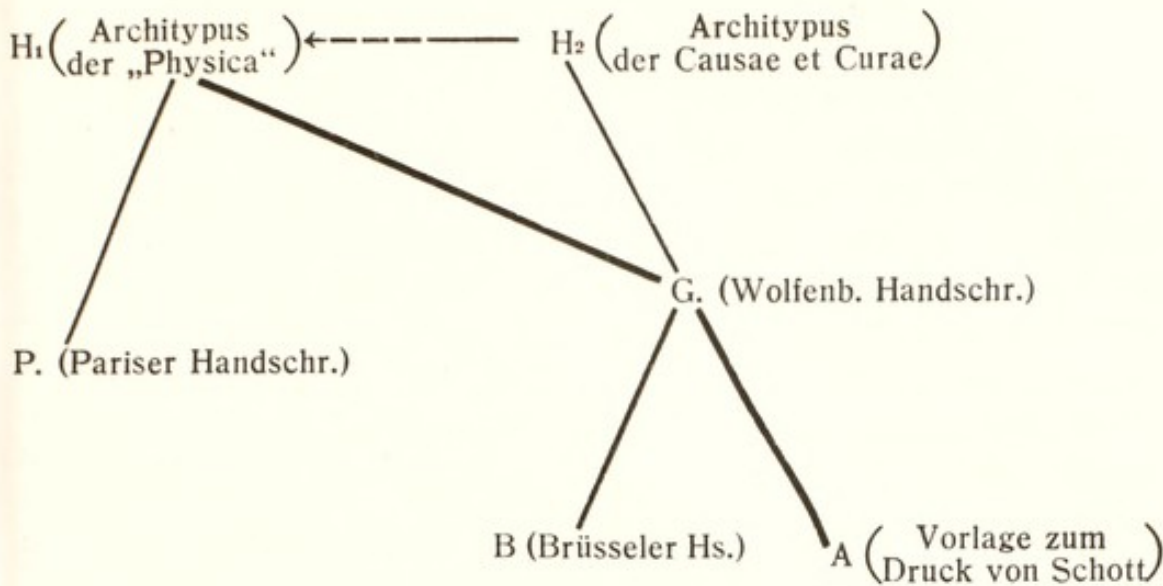 H₁ (Architypus der „Physica“)
H₂ (Architypus der Causae et Curae)
G. (Wolfenb. Handschr.)
P. (Pariser Handschr.)
B (Brüsseler Hs.)
A (Vorlage zum Druck von Schott)